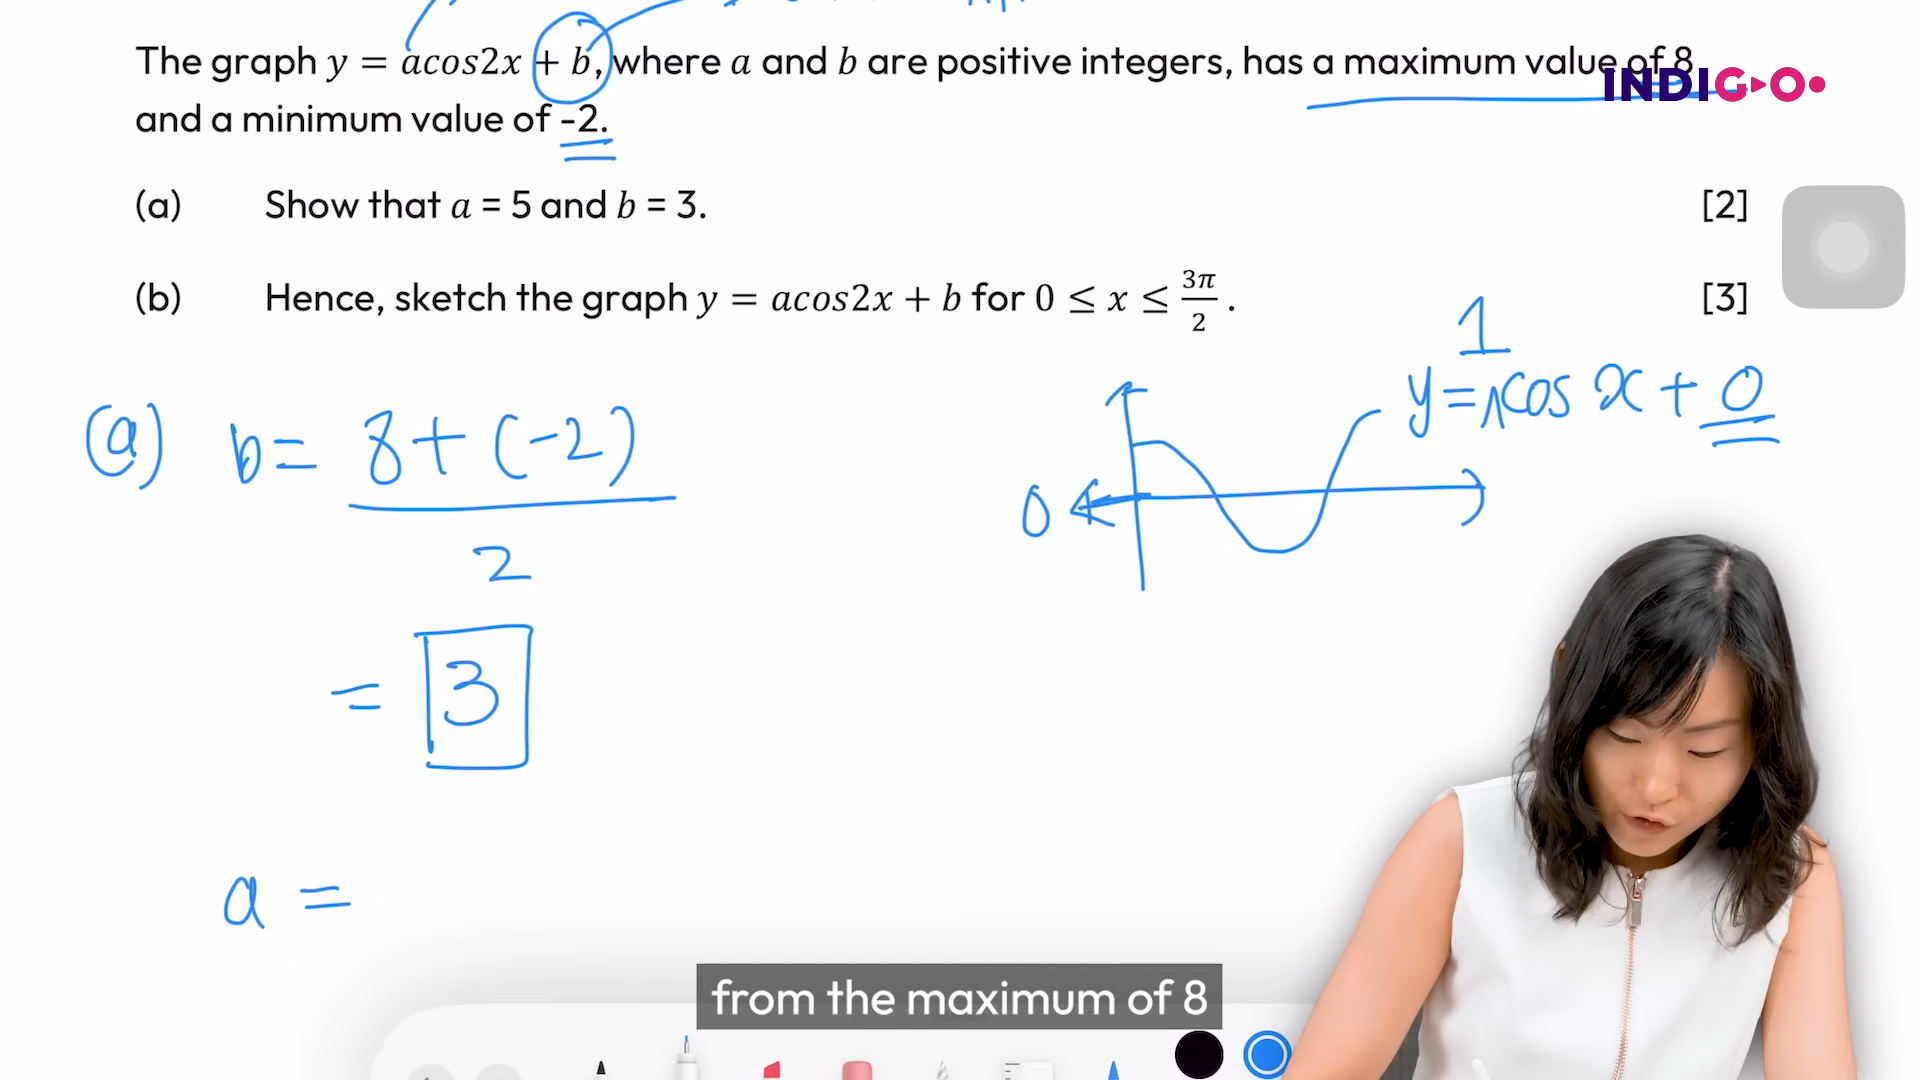 The graph y = acos2x + b, where a and b are positive integers, has a maximum value of 8
INDIGO
and a minimum value of -2.
(a) Show that a = 5 and b = 3. [2]
(b) Hence, sketch the graph y = acos2x + b for 0 ≤ x ≤ 3π/2 . [3]
1
y = 1cos x + 0
(a) b = 8 + (-2)
2
0
= 3
a =
from the maximum of 8